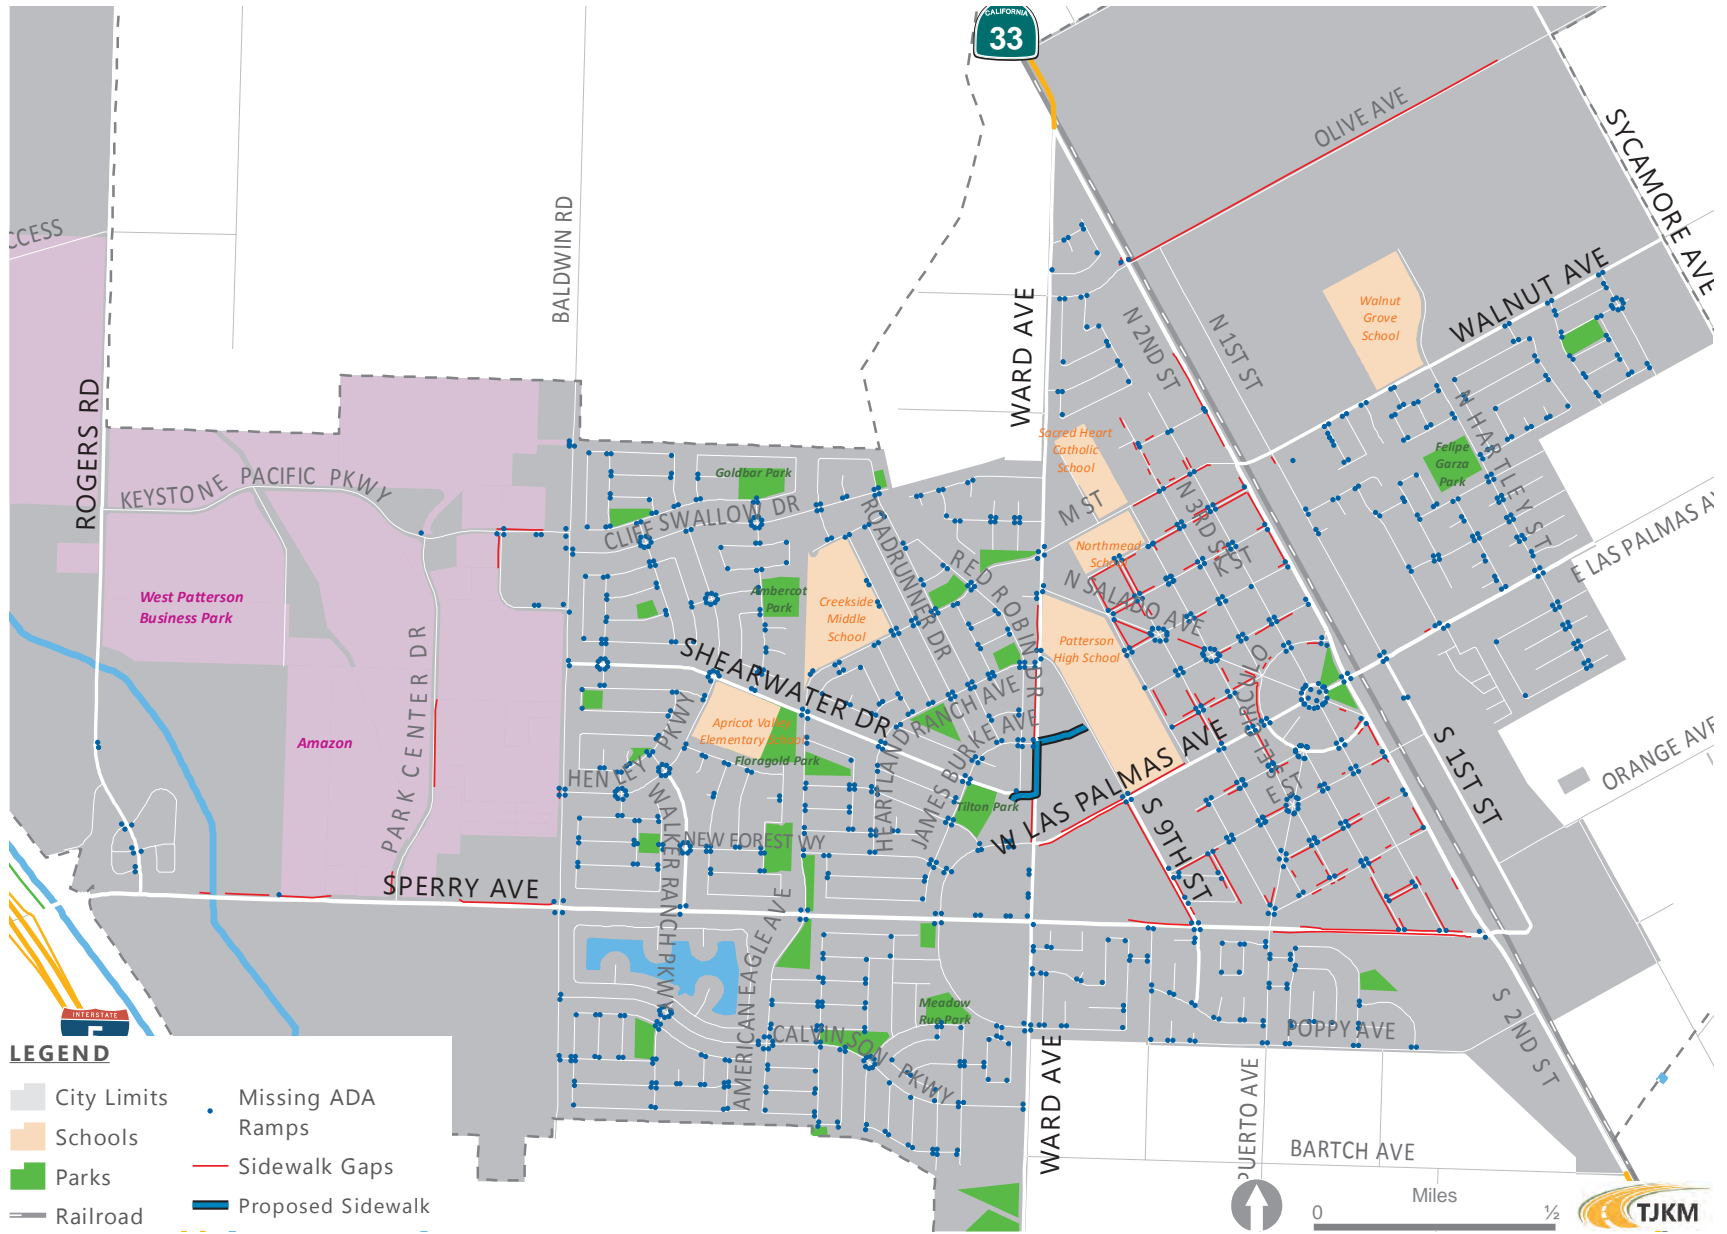 CALIFORNIA
33
OLIVE AVE
SYCAMORE AVE
CCESS
BALDWIN RD
WARD AVE
N 2ND ST
N 1ST ST
Walnut
Grove
School
WALNUT AVE
ROGERS RD
KEYSTONE PACIFIC PKWY
Goldbar Park
CLIFF SWALLOW DR
ROADRUNNER DR
Sacred Heart
Catholic
School
M ST
N 3RD ST
K ST
N HARTLEY ST
Felipe
Garza
Park
E LAS PALMAS A
Northmead
School
N SALADO AVE
RED ROBIN DR
West Patterson
Business Park
Ambercot
Park
Creekside
Middle
School
Patterson
High School
PARK CENTER DR
SHEARWATER DR
Amazon
Apricot Valley
Elementary School
Floragold Park
HENLEY PKWY
HEARTLAND RANCH AVE
JAMES BURKE AVE
Tilton Park
W LAS PALMAS AVE
DEL CIRCULO
E ST
S 1ST ST
ORANGE AVE
S 9TH ST
NEW FOREST WY
WALKER RANCH PKWY
SPERRY AVE
AMERICAN EAGLE AVE
CALVINSON PKWY
Meadow
Rue Park
POPPY AVE
S 2ND ST
WARD AVE
PUERTO AVE
BARTCH AVE
INTERSTATE
5
LEGEND
City Limits
Schools
Parks
Railroad
Missing ADA
Ramps
Sidewalk Gaps
Proposed Sidewalk
Miles
0
½
TJKM